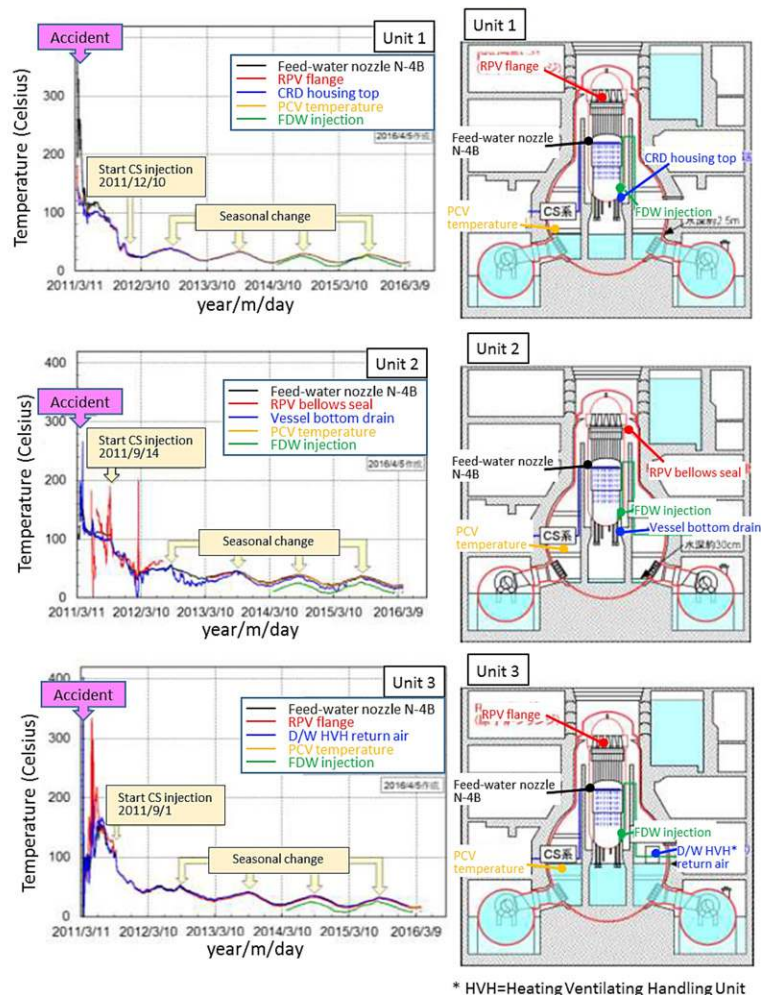 Unit 1
Accident
Temperature (Celsius)
300
200
100
0
Feed-water nozzle N-4B
RPV flange
CRD housing top
PCV temperature
FDW injection
2016/4/5作成
Start CS injection
2011/12/10
Seasonal change
2011/3/11 2012/3/10 2013/3/10 2014/3/10 2015/3/10 2016/3/9
year/m/day
Unit 1
RPV flange
Feed-water nozzle
N-4B
CRD housing top
PCV
temperature
CS系
FDW injection
水深約2.5m
Unit 2
Accident
Temperature (Celsius)
400
300
200
100
0
Feed-water nozzle N-4B
RPV bellows seal
Vessel bottom drain
PCV temperature
FDW injection
2016/4/5作成
Start CS injection
2011/9/14
Seasonal change
2011/3/11 2012/3/10 2013/3/10 2014/3/10 2015/3/10 2016/3/9
year/m/day
Unit 2
Feed-water nozzle
N-4B
RPV bellows seal
FDW injection
PCV
temperature
CS系
Vessel bottom drain
水深約30cm
Unit 3
Accident
Temperature (Celsius)
400
300
200
100
0
Feed-water nozzle N-4B
RPV flange
D/W HVH return air
PCV temperature
FDW injection
2016/4/5作成
Start CS injection
2011/9/1
Seasonal change
2011/3/11 2012/3/10 2013/3/10 2014/3/10 2015/3/10 2016/3/9
year/m/day
Unit 3
RPV flange
Feed-water nozzle
N-4B
FDW injection
PCV
temperature
CS系
D/W HVH*
return air
* HVH=Heating Ventilating Handling Unit